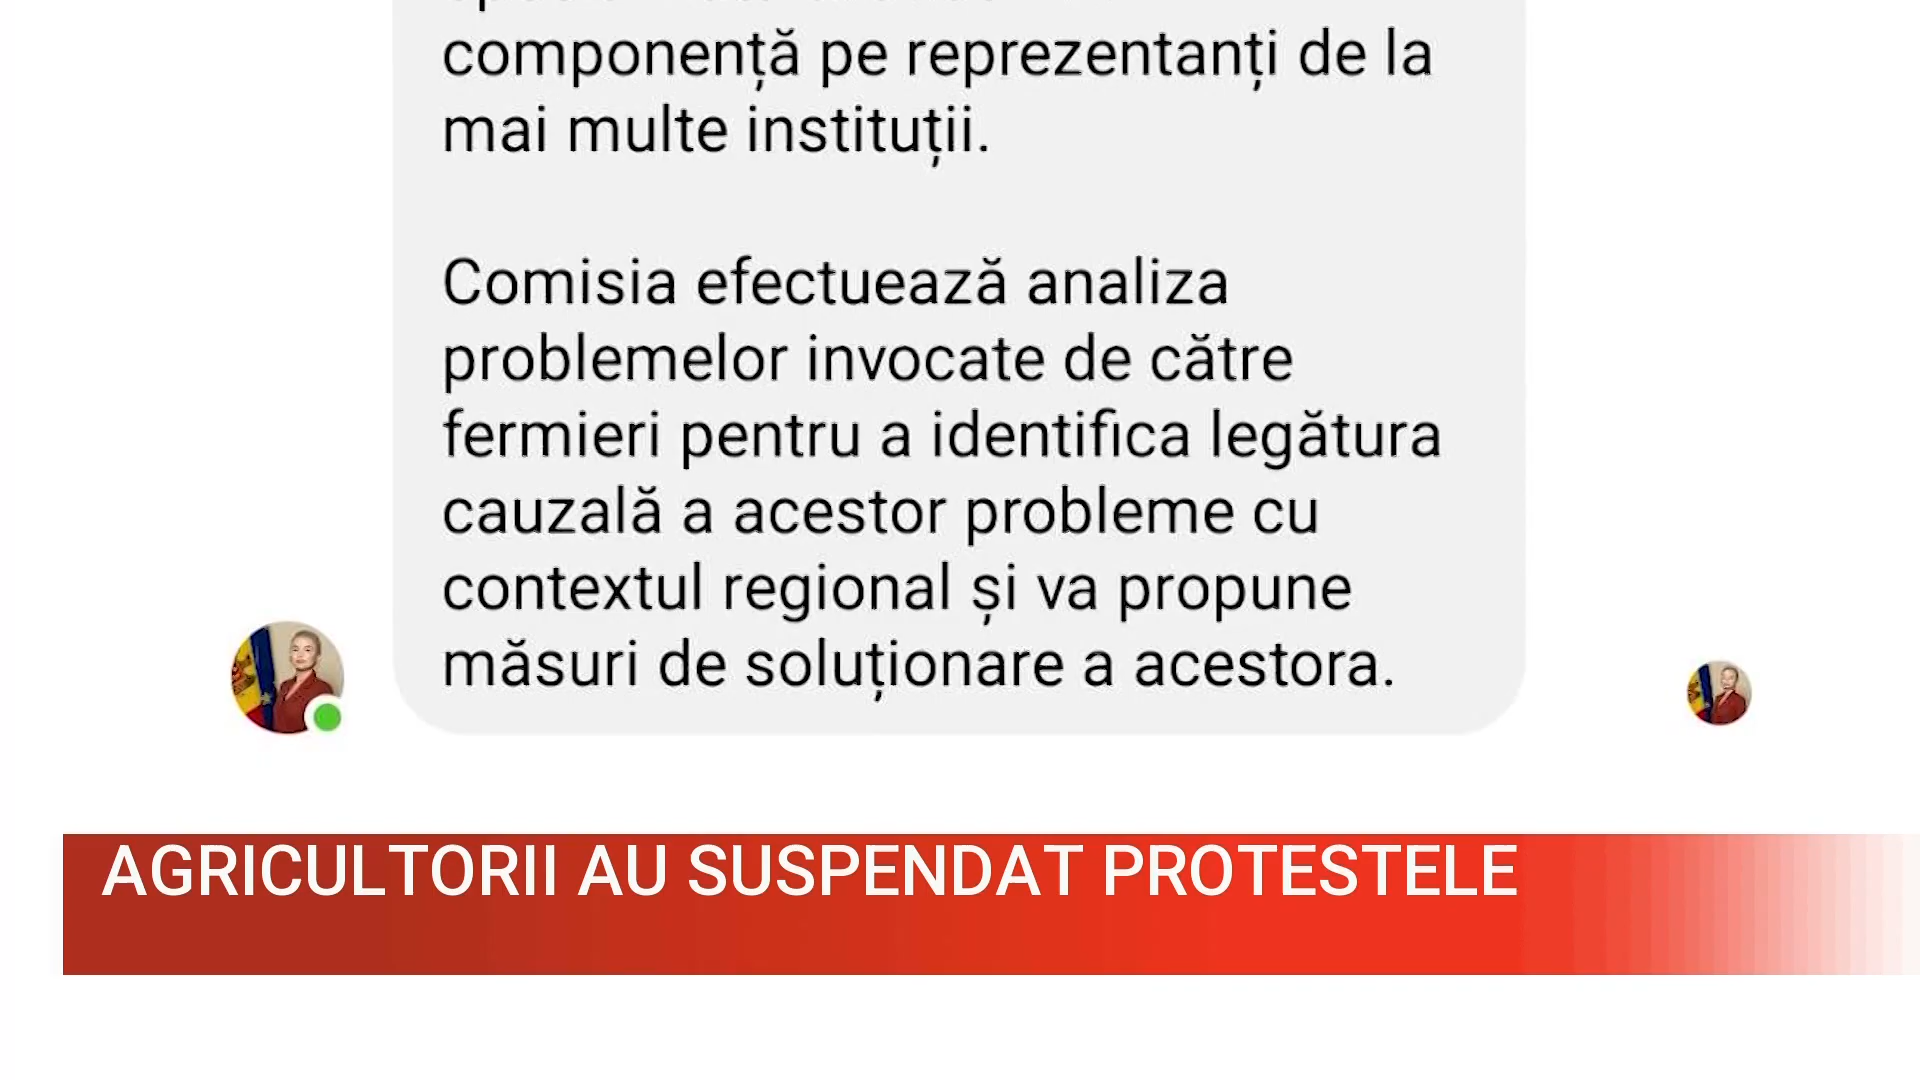 componență pe reprezentanți de la
mai multe instituții.
Comisia efectuează analiza
problemelor invocate de către
fermieri pentru a identifica legătura
cauzală a acestor probleme cu
contextul regional și va propune
măsuri de soluționare a acestora.
AGRICULTORII AU SUSPENDAT PROTESTELE